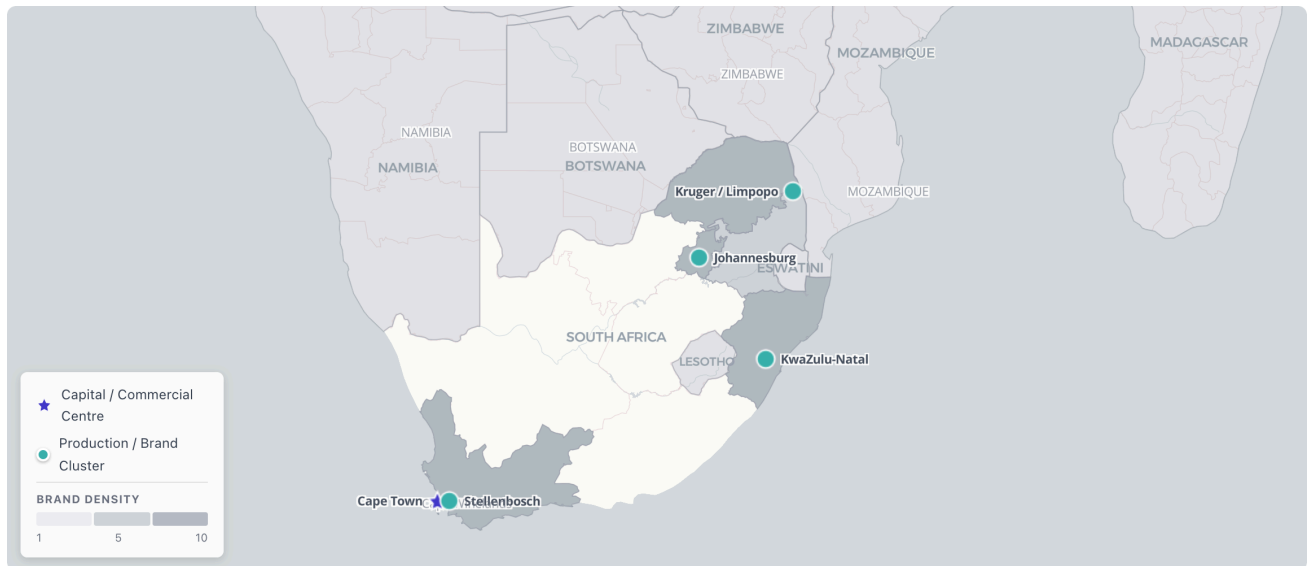 ZIMBABWE
MADAGASCAR
MOZAMBIQUE
ZIMBABWE
NAMIBIA
BOTSWANA
BOTSWANA
NAMIBIA
Kruger / Limpopo
MOZAMBIQUE
Johannesburg
ESWATINI
SOUTH AFRICA
LESOTHO
KwaZulu-Natal
Capital / Commercial
Centre
Production / Brand
Cluster
BRAND DENSITY
1 5 10
Cape Town
Stellenbosch